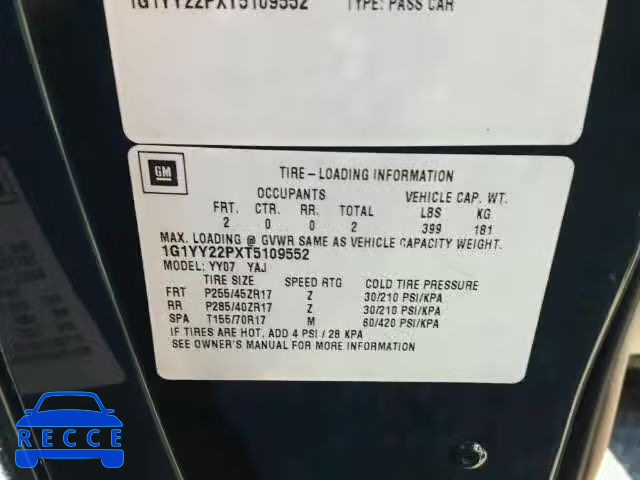 1G1YY22PXT5109552 TYPE: PASS CAR
GM
TIRE-LOADING INFORMATION
OCCUPANTS VEHICLE CAP. WT.
FRT. CTR. RR. TOTAL LBS KG
2 0 0 2 399 181
MAX. LOADING @ GVWR SAME AS VEHICLE CAPACITY WEIGHT.
1G1YY22PXT5109552
MODEL: YY07 YAJ
TIRE SIZE SPEED RTG COLD TIRE PRESSURE
FRT P255/45ZR17 Z 30/210 PSI/KPA
RR P285/40ZR17 Z 30/210 PSI/KPA
SPA T155/70R17 M 60/420 PSI/KPA
IF TIRES ARE HOT, ADD 4 PSI / 28 KPA
SEE OWNER'S MANUAL FOR MORE INFORMATION
RECCE